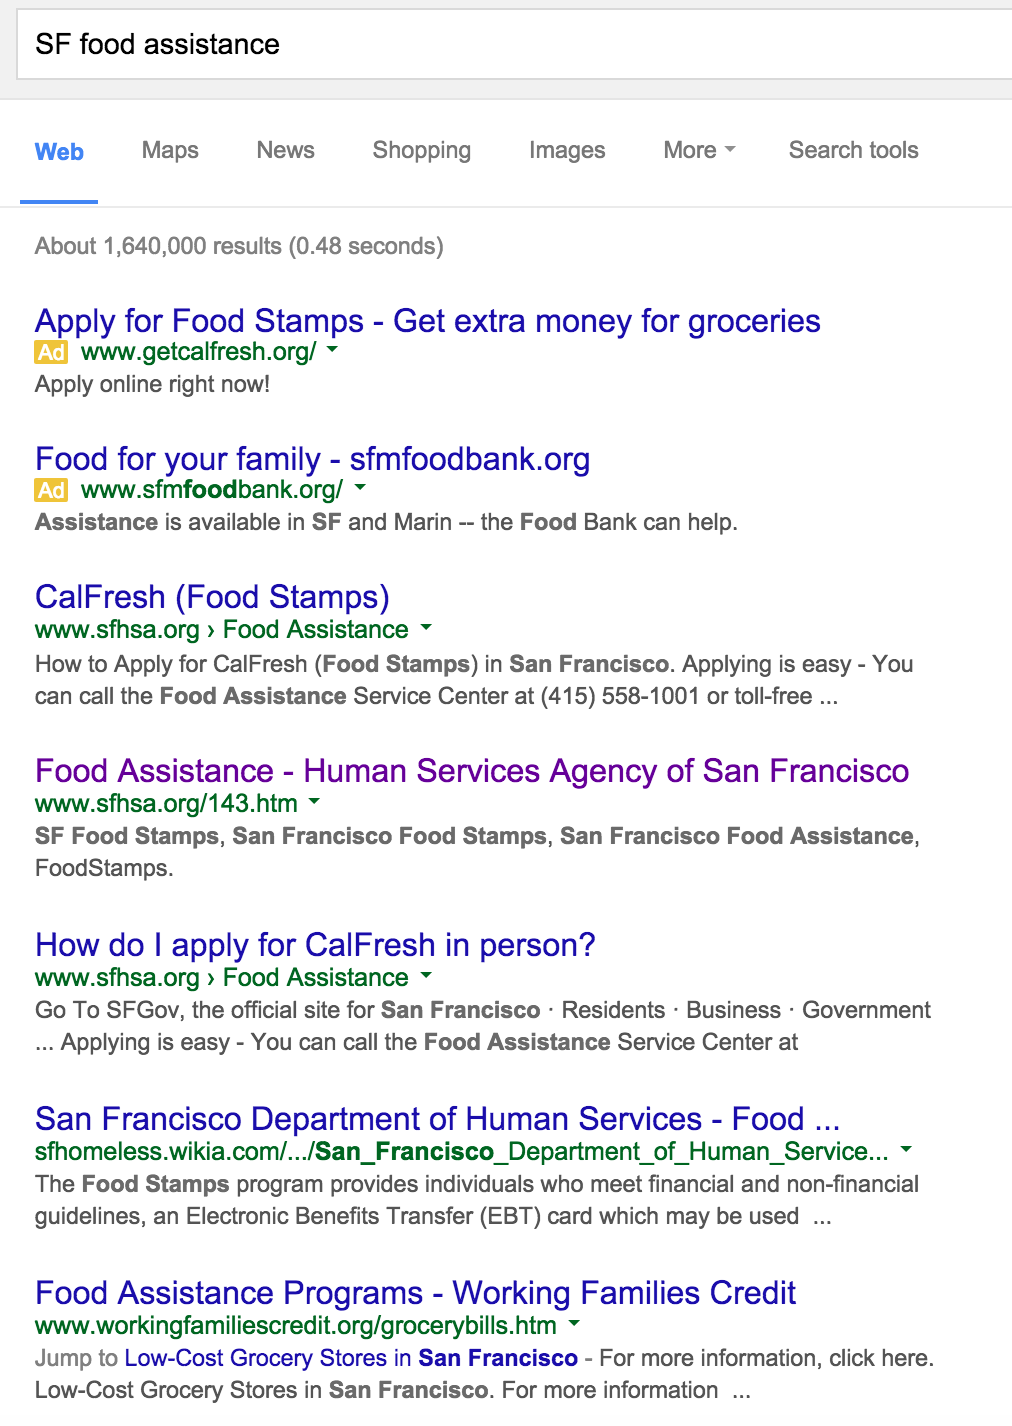 SF food assistance
Web Maps News Shopping Images More Search tools
About 1,640,000 results (0.48 seconds)
Apply for Food Stamps - Get extra money for groceries
Ad www.getcalfresh.org/
Apply online right now!
Food for your family - sfmfoodbank.org
Ad www.sfmfoodbank.org/
Assistance is available in SF and Marin -- the Food Bank can help.
CalFresh (Food Stamps)
www.sfhsa.org › Food Assistance
How to Apply for CalFresh (Food Stamps) in San Francisco. Applying is easy - You
can call the Food Assistance Service Center at (415) 558-1001 or toll-free ...
Food Assistance - Human Services Agency of San Francisco
www.sfhsa.org/143.htm
SF Food Stamps, San Francisco Food Stamps, San Francisco Food Assistance,
FoodStamps.
How do I apply for CalFresh in person?
www.sfhsa.org › Food Assistance
Go To SFGov, the official site for San Francisco · Residents · Business · Government
... Applying is easy - You can call the Food Assistance Service Center at
San Francisco Department of Human Services - Food ...
sfhomeless.wikia.com/.../San_Francisco_Department_of_Human_Service...
The Food Stamps program provides individuals who meet financial and non-financial
guidelines, an Electronic Benefits Transfer (EBT) card which may be used ...
Food Assistance Programs - Working Families Credit
www.workingfamiliescredit.org/grocerybills.htm
Jump to Low-Cost Grocery Stores in San Francisco - For more information, click here.
Low-Cost Grocery Stores in San Francisco. For more information ...